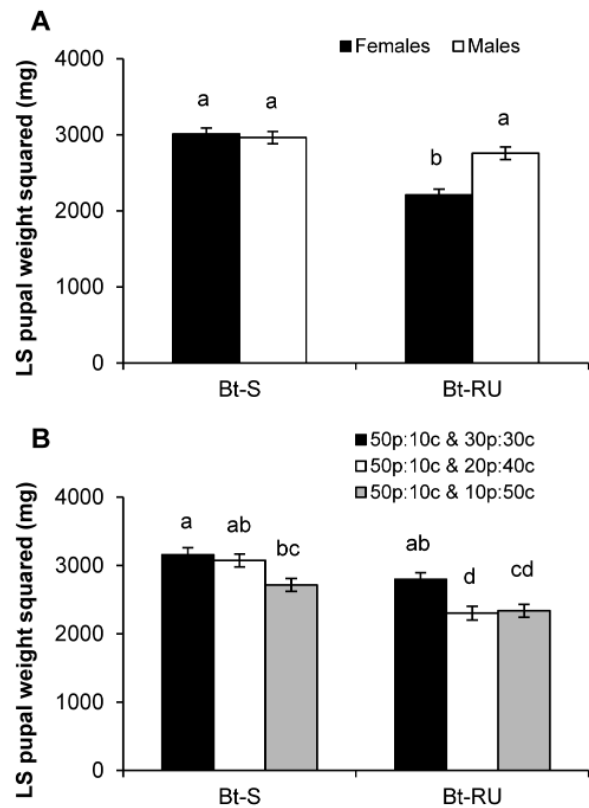 A
Females Males
LS pupal weight squared (mg)
4000
3000
2000
1000
0
a a b a
Bt-S Bt-RU
B
50p:10c & 30p:30c
50p:10c & 20p:40c
50p:10c & 10p:50c
LS pupal weight squared (mg)
4000
3000
2000
1000
0
a ab bc ab d cd
Bt-S Bt-RU